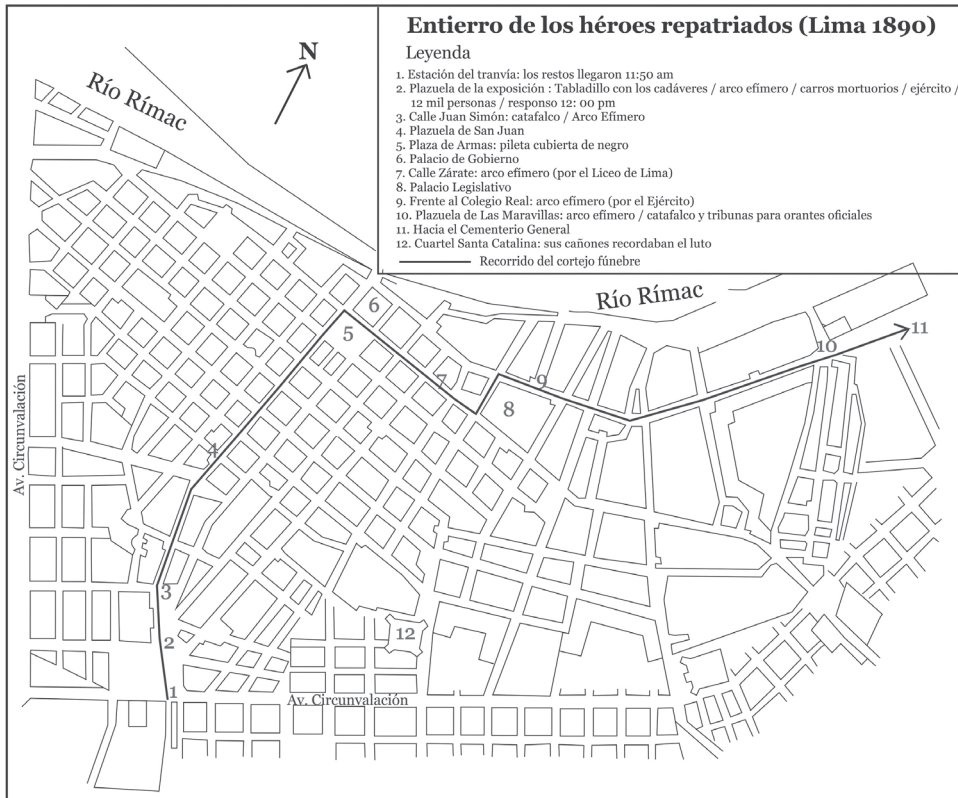 Entierro de los héroes repatriados (Lima 1890)
Leyenda
1. Estación del tranvía: los restos llegaron 11:50 am
2. Plazuela de la exposición : Tabladillo con los cadáveres / arco efímero / carros mortuorios / ejército /
12 mil personas / responso 12: 00 pm
3. Calle Juan Simón: catafalco / Arco Efímero
4. Plazuela de San Juan
5. Plaza de Armas: pileta cubierta de negro
6. Palacio de Gobierno
7. Calle Zárate: arco efímero (por el Liceo de Lima)
8. Palacio Legislativo
9. Frente al Colegio Real: arco efímero (por el Ejército)
10. Plazuela de Las Maravillas: arco efímero / catafalco y tribunas para orantes oficiales
11. Hacia el Cementerio General
12. Cuartel Santa Catalina: sus cañones recordaban el luto
Recorrido del cortejo fúnebre
N
Río Rímac
Río Rímac
6
5
11
10
7
9
8
4
Av. Circunvalación
3
2
12
1
Av. Circunvalación